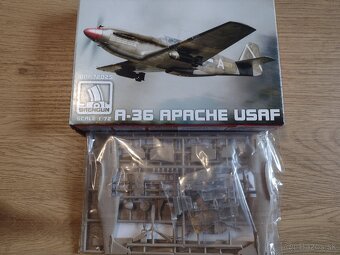 BRENGUN
A-36 APACHE USAF
SCALE 1:72